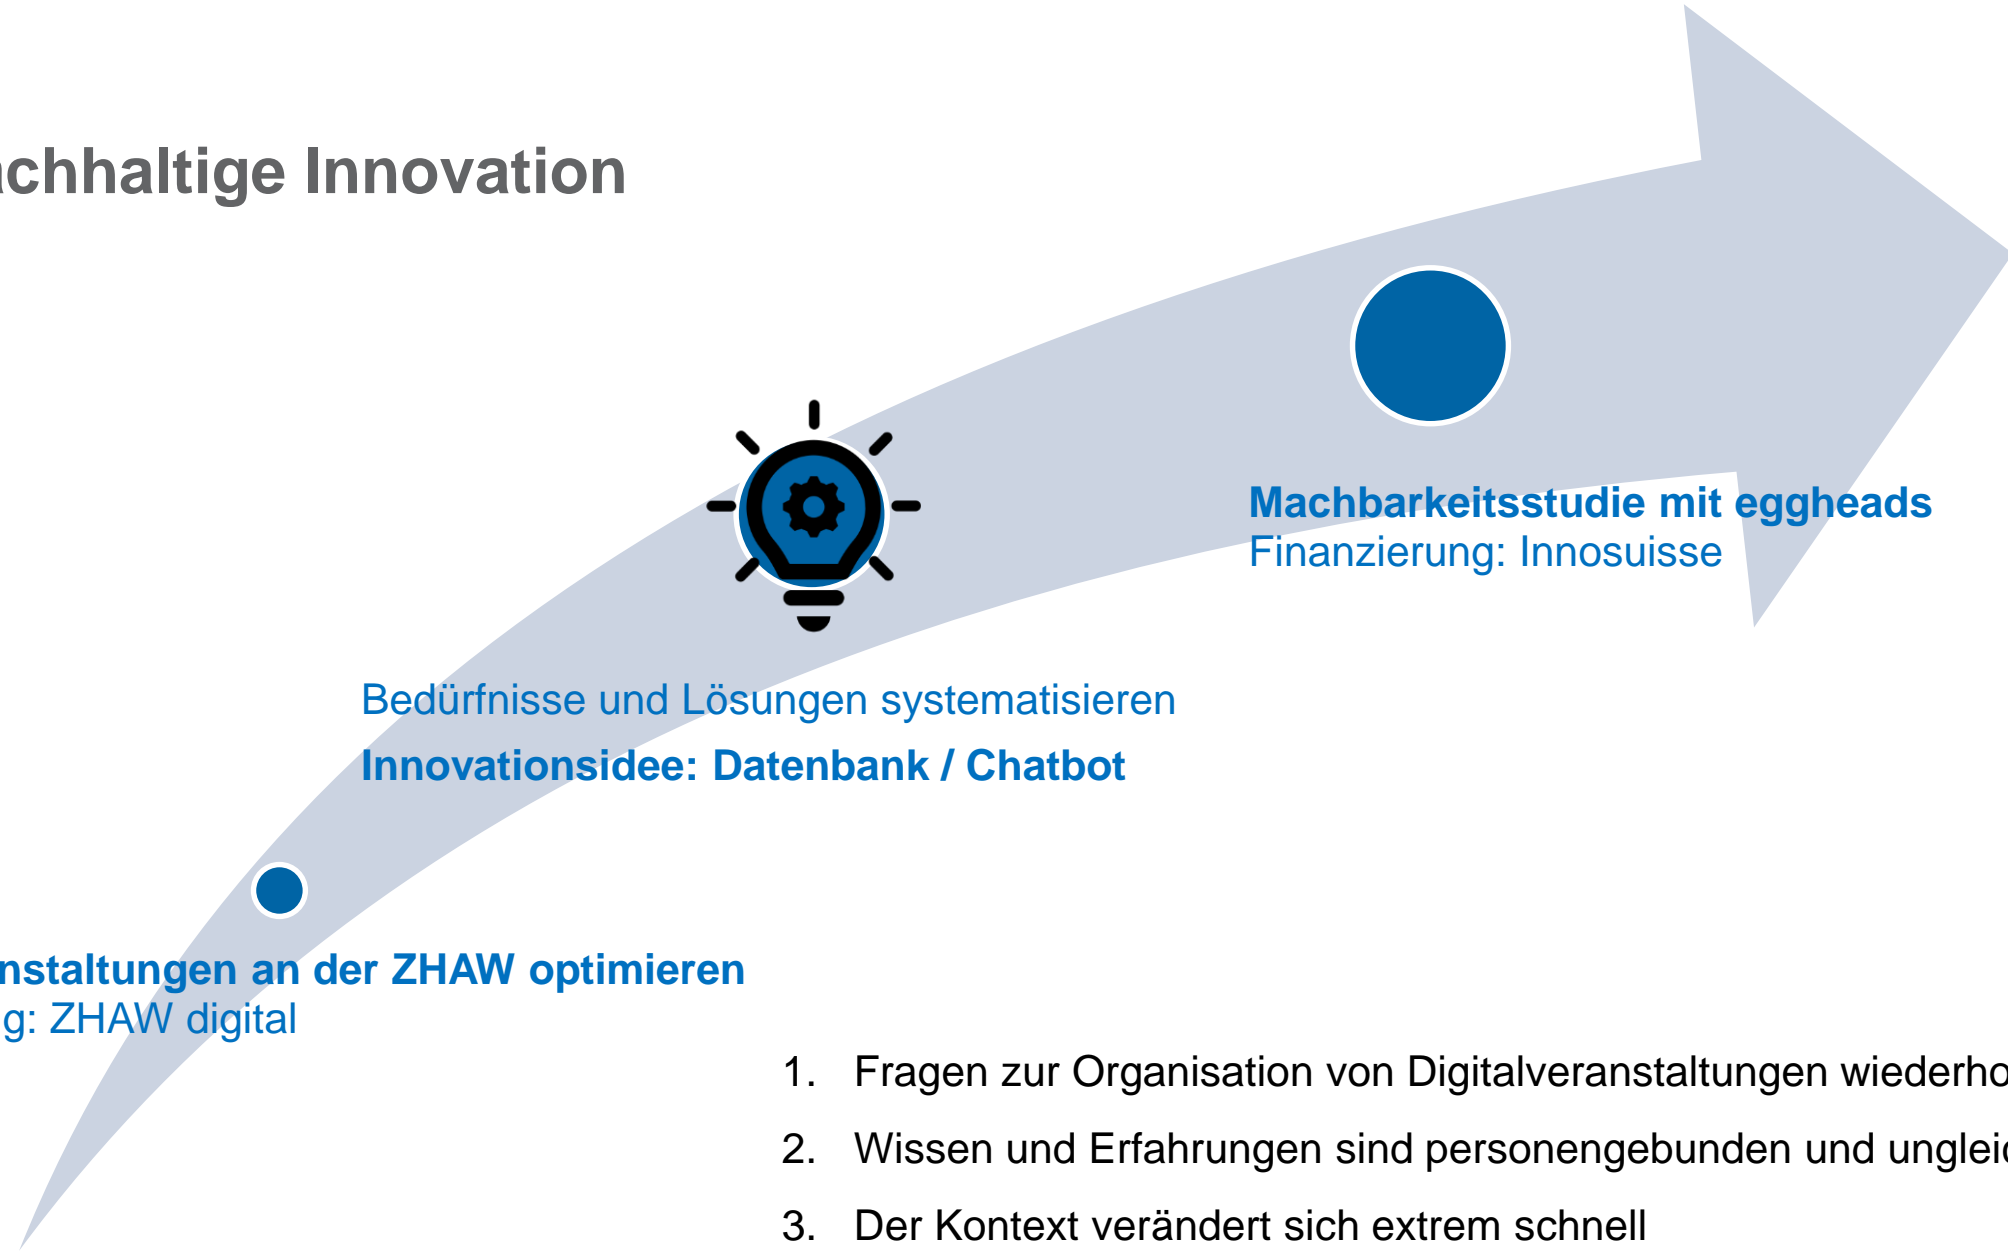 achhaltige Innovation
Machbarkeitsstudie mit eggheads
Finanzierung: Innosuisse
Bedürfnisse und Lösungen systematisieren
Innovationsidee: Datenbank / Chatbot
nstaltungen an der ZHAW optimieren
g: ZHAW digital
1. Fragen zur Organisation von Digitalveranstaltungen wiederho
2. Wissen und Erfahrungen sind personengebunden und ungleic
3. Der Kontext verändert sich extrem schnell